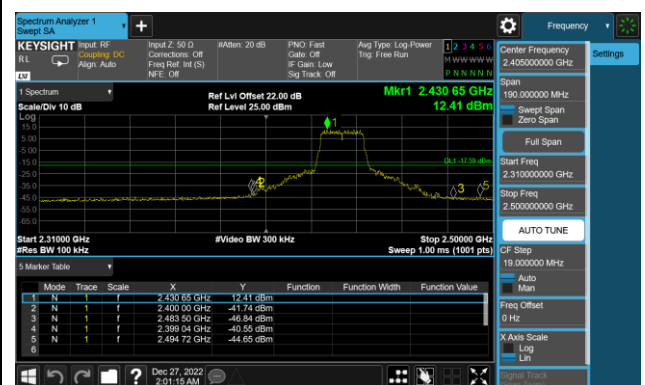 Spectrum Analyzer 1
Swept SA
+
Frequency
KEYSIGHT Input: RF Input Z: 50 Ω #Atten: 20 dB PNO: Fast Avg Type: Log-Power 1 2 3 4 5 6
RL Coupling: DC Corrections: Off Gate: Off Trig: Free Run M W W W W W
Align: Auto Freq Ref: Int (S) IF Gain: Low
LXI NFE: Off Sig Track: Off P N N N N N
1 Spectrum Ref Lvl Offset 22.00 dB Mkr1 2.430 65 GHz
Scale/Div 10 dB Ref Level 25.00 dBm 12.41 dBm
Log
15.0
5.00
-5.00
-15.0
DL1 -17.59 dBm
-25.0
-35.0
-45.0
-55.0
-65.0
1
2
3
5
Start 2.31000 GHz #Video BW 300 kHz Stop 2.50000 GHz
#Res BW 100 kHz Sweep 1.00 ms (1001 pts)
5 Marker Table
Mode Trace Scale X Y Function Function Width Function Value
1 N 1 f 2.430 65 GHz 12.41 dBm
2 N 1 f 2.400 00 GHz -41.74 dBm
3 N 1 f 2.483 50 GHz -46.84 dBm
4 N 1 f 2.399 04 GHz -40.55 dBm
5 N 1 f 2.494 72 GHz -44.65 dBm
6
Dec 27, 2022
2:01:15 AM
?
Center Frequency
2.405000000 GHz
Settings
Span
190.000000 MHz
Swept Span
Zero Span
Full Span
Start Freq
2.310000000 GHz
Stop Freq
2.500000000 GHz
AUTO TUNE
CF Step
19.000000 MHz
Auto
Man
Freq Offset
0 Hz
X Axis Scale
Log
Lin
Signal Track